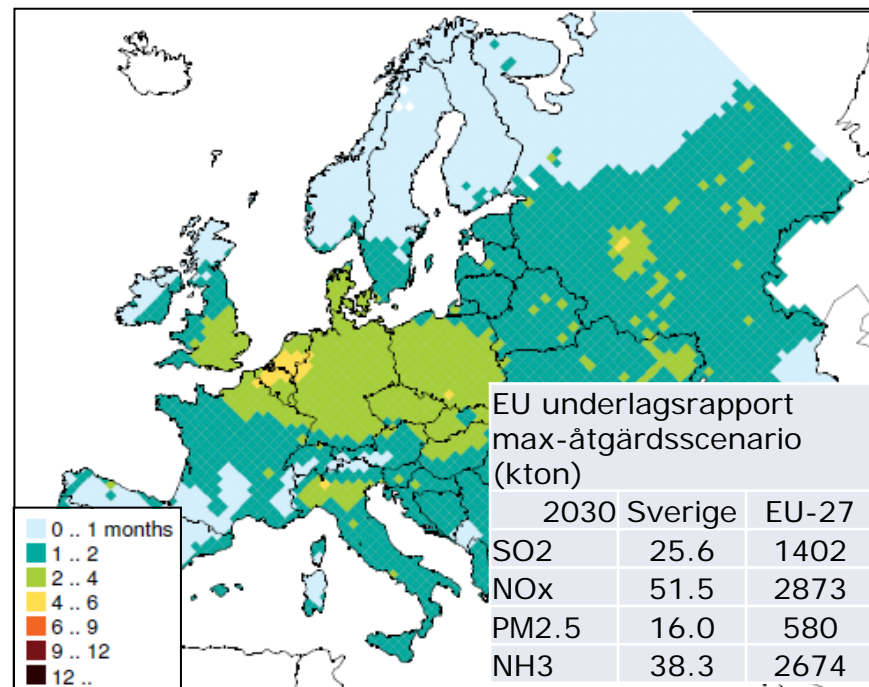 EU underlagsrapport
max-åtgärdsscenario
(kton)
2030 Sverige EU-27
SO2 25.6 1402
NOx 51.5 2873
PM2.5 16.0 580
NH3 38.3 2674
0 .. 1 months
1 .. 2
2 .. 4
4 .. 6
6 .. 9
9 .. 12
12 ..